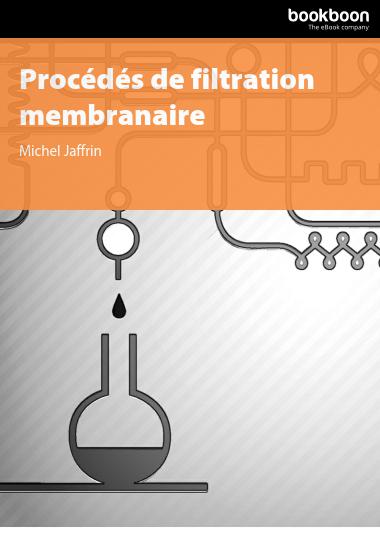 bookboon
The eBook company
Procédés de filtration
membranaire
Michel Jaffrin